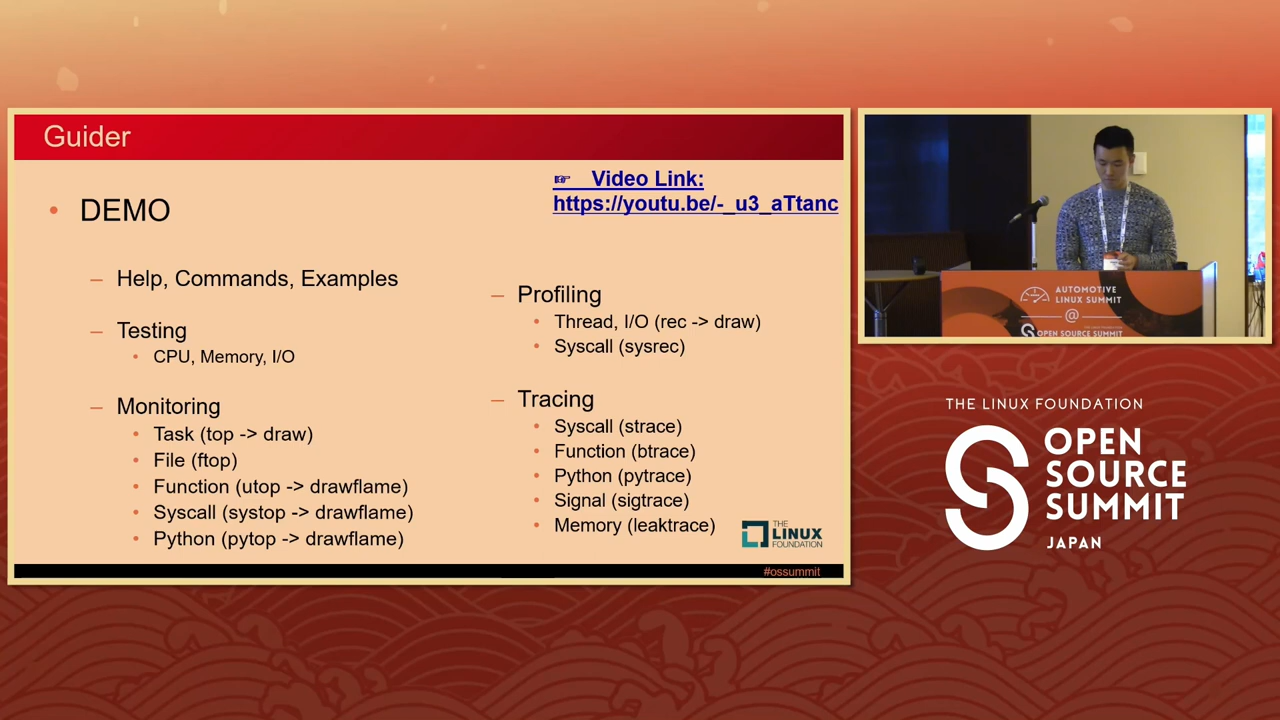 Guider
☞ Video Link:
https://youtu.be/-_u3_aTtanc
• DEMO
– Help, Commands, Examples
– Testing
• CPU, Memory, I/O
– Monitoring
• Task (top -> draw)
• File (ftop)
• Function (utop -> drawflame)
• Syscall (systop -> drawflame)
• Python (pytop -> drawflame)
– Profiling
• Thread, I/O (rec -> draw)
• Syscall (sysrec)
– Tracing
• Syscall (strace)
• Function (btrace)
• Python (pytrace)
• Signal (sigtrace)
• Memory (leaktrace)
THE
LINUX
FOUNDATION
#ossummit
AUTOMOTIVE
LINUX SUMMIT
@
OPEN SOURCE SUMMIT
THE LINUX FOUNDATION
OPEN
SOURCE
SUMMIT
JAPAN